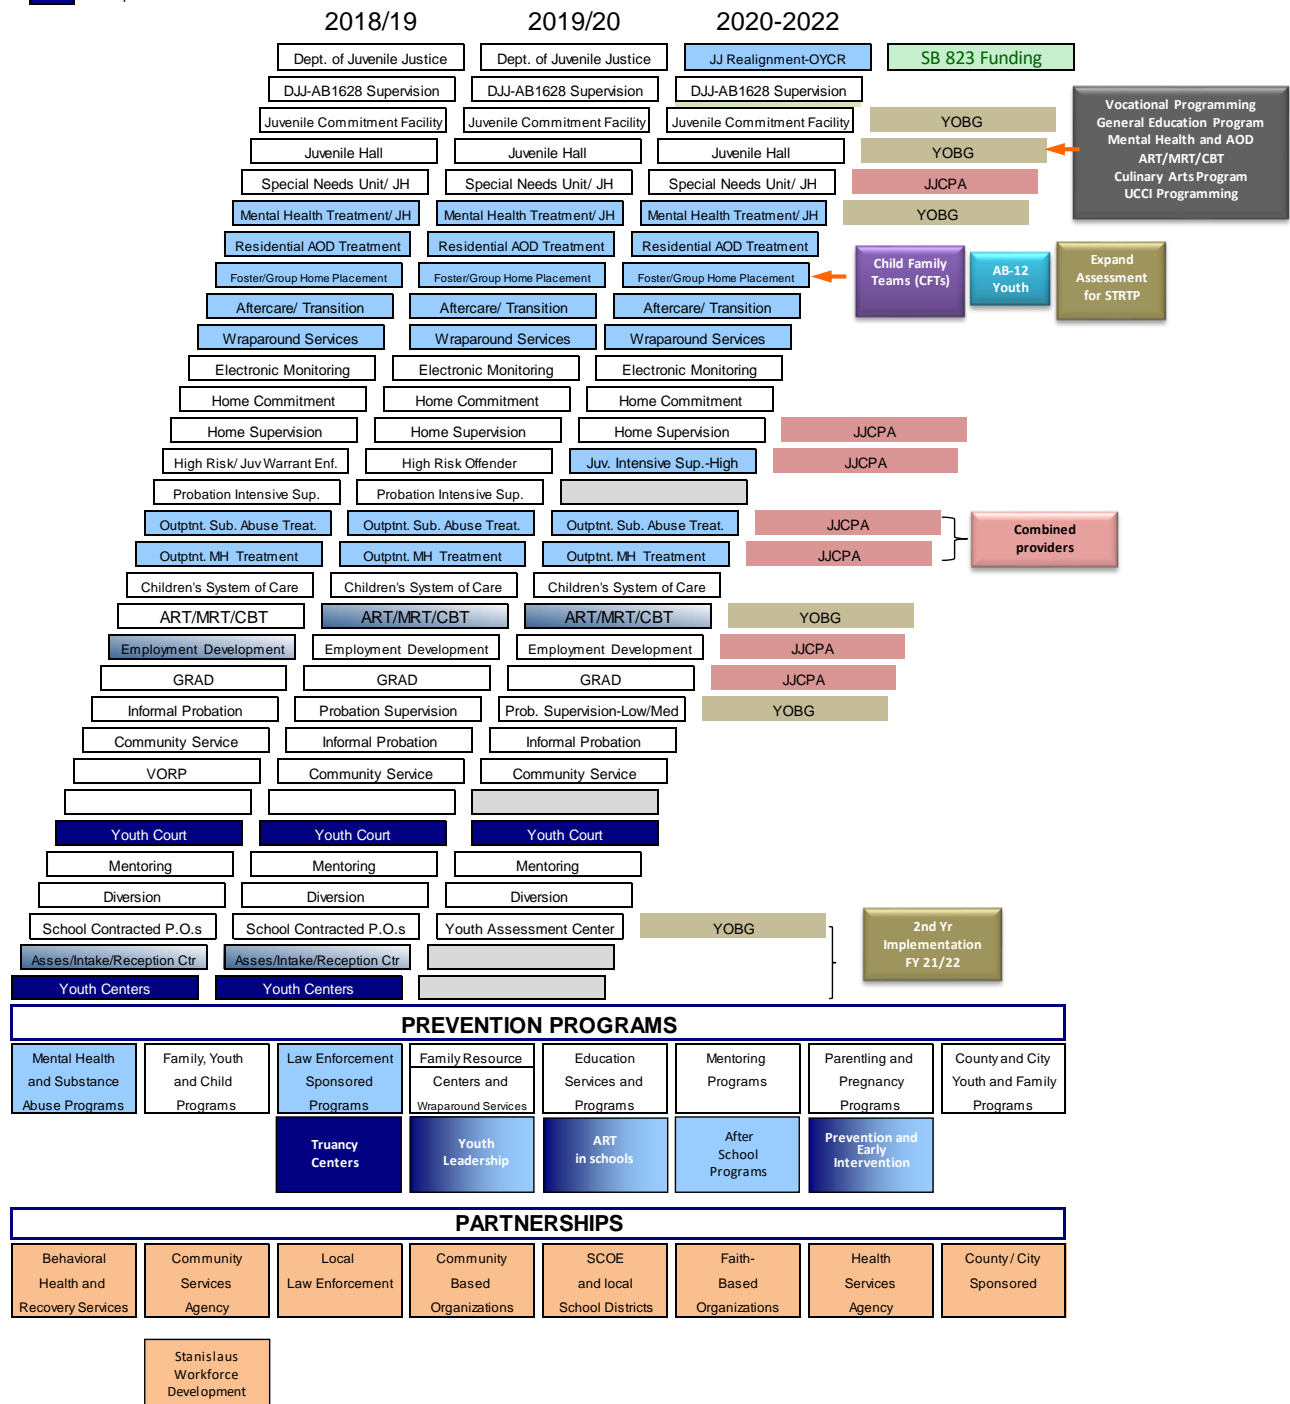 2018/19 2019/20 2020-2022
Dept. of Juvenile Justice Dept. of Juvenile Justice JJ Realignment-OYCR SB 823 Funding
DJJ-AB1628 Supervision DJJ-AB1628 Supervision DJJ-AB1628 Supervision
Juvenile Commitment Facility Juvenile Commitment Facility Juvenile Commitment Facility YOBG
Juvenile Hall Juvenile Hall Juvenile Hall YOBG
Vocational Programming
General Education Program
Mental Health and AOD
ART/MRT/CBT
Culinary Arts Program
UCCI Programming
Special Needs Unit/ JH Special Needs Unit/ JH Special Needs Unit/ JH JJCPA
Mental Health Treatment/ JH Mental Health Treatment/ JH Mental Health Treatment/ JH YOBG
Residential AOD Treatment Residential AOD Treatment Residential AOD Treatment
Foster/Group Home Placement Foster/Group Home Placement Foster/Group Home Placement
Child Family
Teams (CFTs)
AB-12
Youth
Expand
Assessment
for STRTP
Aftercare/ Transition Aftercare/ Transition Aftercare/ Transition
Wraparound Services Wraparound Services Wraparound Services
Electronic Monitoring Electronic Monitoring Electronic Monitoring
Home Commitment Home Commitment Home Commitment
Home Supervision Home Supervision Home Supervision JJCPA
High Risk/ Juv Warrant Enf. High Risk Offender Juv. Intensive Sup.-High JJCPA
Probation Intensive Sup. Probation Intensive Sup.
Outptnt. Sub. Abuse Treat. Outptnt. Sub. Abuse Treat. Outptnt. Sub. Abuse Treat. JJCPA
Outptnt. MH Treatment Outptnt. MH Treatment Outptnt. MH Treatment JJCPA
Combined
providers
Children's System of Care Children's System of Care Children's System of Care
ART/MRT/CBT ART/MRT/CBT ART/MRT/CBT YOBG
Employment Development Employment Development Employment Development JJCPA
GRAD GRAD GRAD JJCPA
Informal Probation Probation Supervision Prob. Supervision-Low/Med YOBG
Community Service Informal Probation Informal Probation
VORP Community Service Community Service
Youth Court Youth Court Youth Court
Mentoring Mentoring Mentoring
Diversion Diversion Diversion
School Contracted P.O.s School Contracted P.O.s Youth Assessment Center YOBG
Asses/Intake/Reception Ctr Asses/Intake/Reception Ctr
Youth Centers Youth Centers
2nd Yr
Implementation
FY 21/22
PREVENTION PROGRAMS
Mental Health
and Substance
Abuse Programs
Family, Youth
and Child
Programs
Law Enforcement
Sponsored
Programs
Family Resource
Centers and
Wraparound Services
Education
Services and
Programs
Mentoring
Programs
Parentling and
Pregnancy
Programs
County and City
Youth and Family
Programs
Truancy
Centers
Youth
Leadership
ART
in schools
After
School
Programs
Prevention and
Early
Intervention
PARTNERSHIPS
Behavioral
Health and
Recovery Services
Community
Services
Agency
Local
Law Enforcement
Community
Based
Organizations
SCOE
and local
School Districts
Faith-
Based
Organizations
Health
Services
Agency
County / City
Sponsored
Stanislaus
Workforce
Development